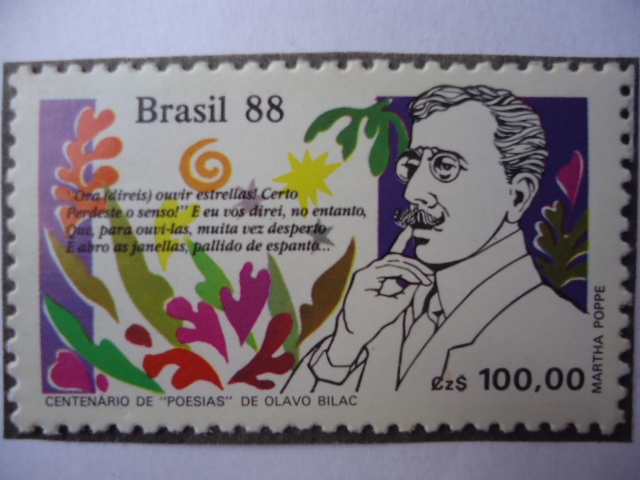 Brasil 88
"Ora (direis) ouvir estrellas! Certo
Perdeste o senso!" E eu vos direi, no entanto,
Que, para ouvi-las, muita vez desperto
E abro as janellas, pallido de espanto...
Cz$ 100,00
MARTHA POPPE
CENTENÁRIO DE "POESIAS" DE OLAVO BILAC